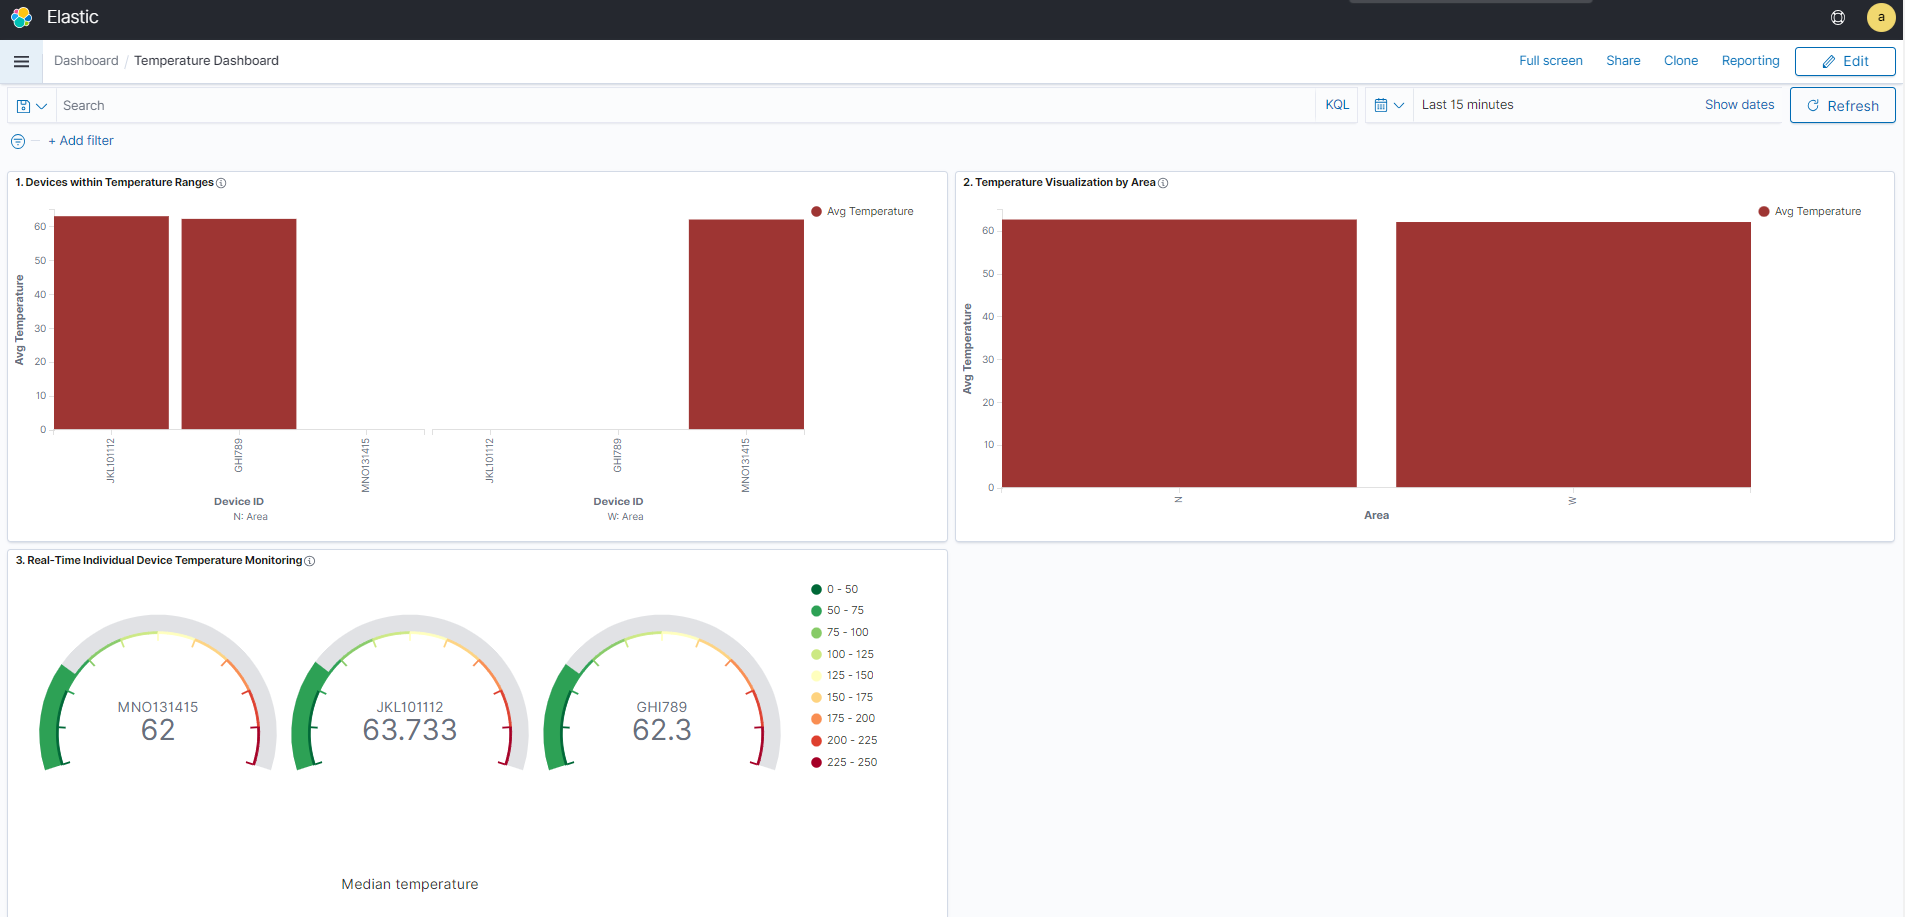 Elastic
a
Dashboard / Temperature Dashboard
Full screen
Share
Clone
Reporting
Edit
Search
KQL
Last 15 minutes
Show dates
Refresh
+ Add filter
1. Devices within Temperature Ranges
Avg Temperature
Avg Temperature
60
50
40
30
20
10
0
JKL101112
GHI789
MNO131415
JKL101112
GHI789
MNO131415
Device ID
N: Area
Device ID
W: Area
2. Temperature Visualization by Area
Avg Temperature
Avg Temperature
60
50
40
30
20
10
0
N
W
Area
3. Real-Time Individual Device Temperature Monitoring
MNO131415
62
JKL101112
63.733
GHI789
62.3
0 - 50
50 - 75
75 - 100
100 - 125
125 - 150
150 - 175
175 - 200
200 - 225
225 - 250
Median temperature